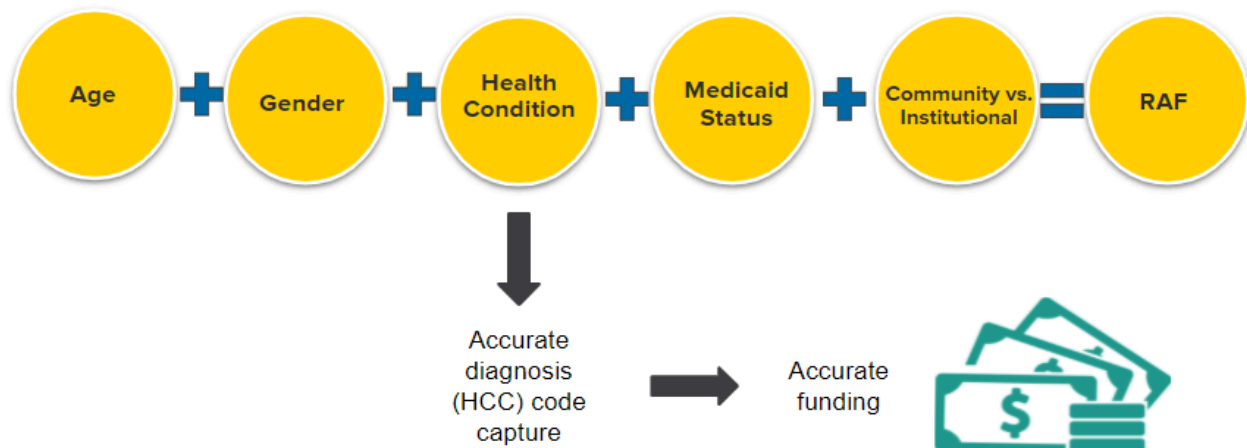 Age
Gender
Health
Condition
Medicaid
Status
Community vs.
Institutional
RAF
Accurate
diagnosis
(HCC) code
capture
Accurate
funding
$